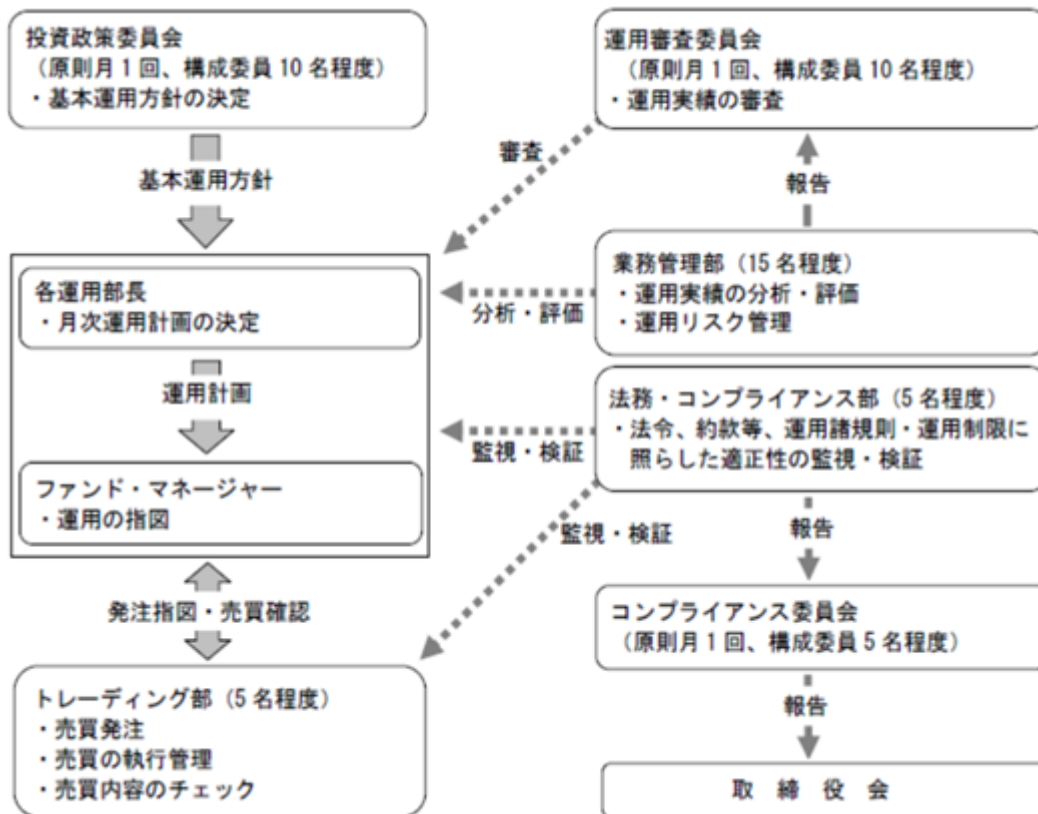 投資政策委員会
（原則月１回、構成委員 10 名程度）
・基本運用方針の決定
基本運用方針
各運用部長
・月次運用計画の決定
運用計画
ファンド・マネージャー
・運用の指図
発注指図・売買確認
トレーディング部（5 名程度）
・売買発注
・売買の執行管理
・売買内容のチェック
運用審査委員会
（原則月１回、構成委員 10 名程度）
・運用実績の審査
審査
報告
業務管理部（15 名程度）
・運用実績の分析・評価
・運用リスク管理
分析・評価
法務・コンプライアンス部（5 名程度）
・法令、約款等、運用諸規則・運用制限に
照らした適正性の監視・検証
監視・検証
監視・検証
報告
コンプライアンス委員会
（原則月１回、構成委員 5 名程度）
報告
取 締 役 会